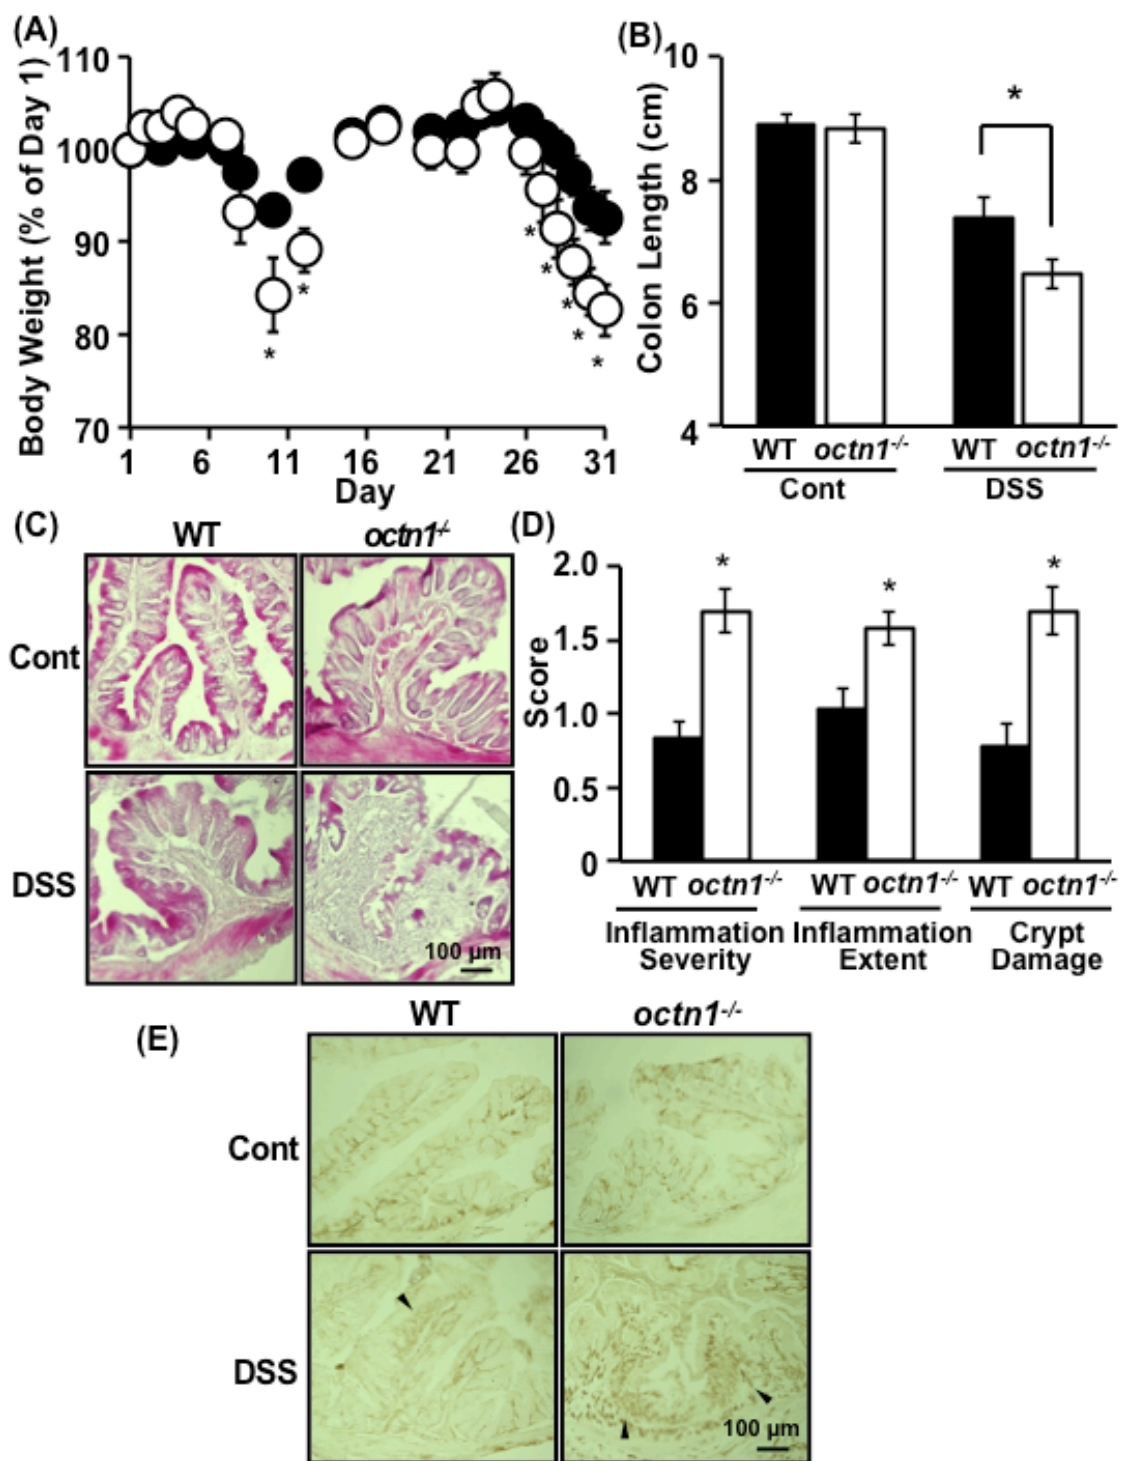 (A)
110
100
90
80
70
Body Weight (% of Day 1)
1 6 11 16 21 26 31
Day
* * * * * * *
(B)
10
8
6
4
Colon Length (cm)
*
WT octn1-/- WT octn1-/-
Cont DSS
(C)
WT octn1-/-
Cont
DSS
100 µm
(D)
2.0
1.5
1.0
0.5
0
Score
* * *
WT octn1-/- WT octn1-/- WT octn1-/-
Inflammation Inflammation Crypt
Severity Extent Damage
(E)
WT octn1-/-
Cont
DSS
100 µm